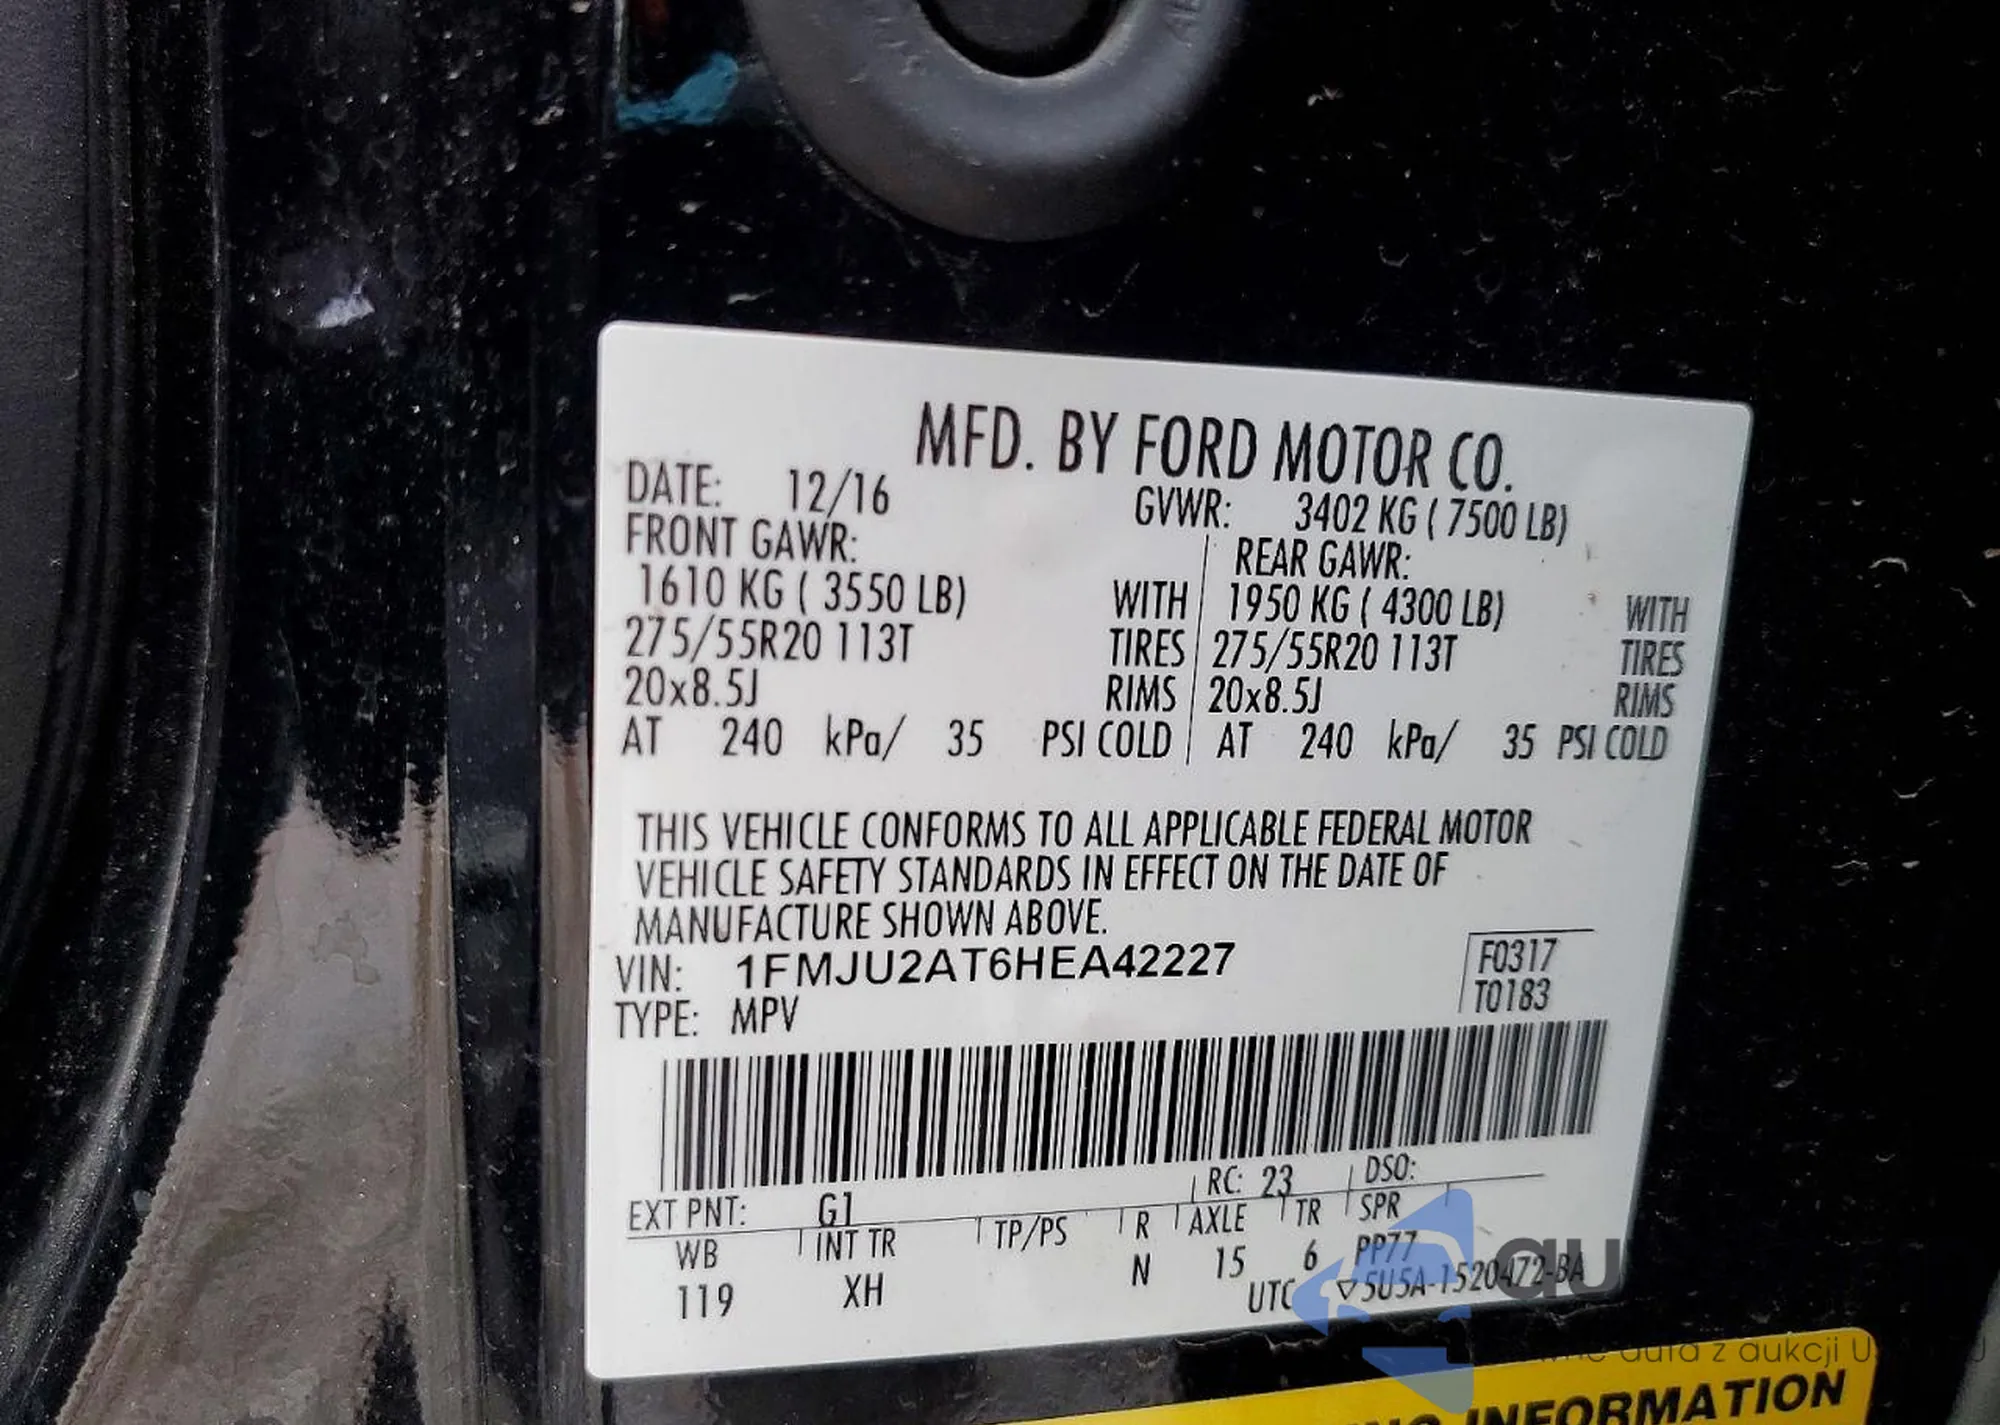 MFD. BY FORD MOTOR CO.
DATE: 12/16 GVWR: 3402 KG ( 7500 LB)
FRONT GAWR: REAR GAWR:
1610 KG ( 3550 LB) WITH 1950 KG ( 4300 LB) WITH
275/55R20 113T TIRES 275/55R20 113T TIRES
20x8.5J RIMS 20x8.5J RIMS
AT 240 kPa/ 35 PSI COLD AT 240 kPa/ 35 PSI COLD
THIS VEHICLE CONFORMS TO ALL APPLICABLE FEDERAL MOTOR
VEHICLE SAFETY STANDARDS IN EFFECT ON THE DATE OF
MANUFACTURE SHOWN ABOVE.
VIN: 1FMJU2AT6HEA42227 F0317
TYPE: MPV T0183
EXT PNT: G1 RC: 23 DSO:
WB INT TR TP/PS R AXLE TR SPR
119 XH N 15 6 PP77
UTC ▽5U5A-1520472-BA
qu
auta z aukcji
INFORMATION